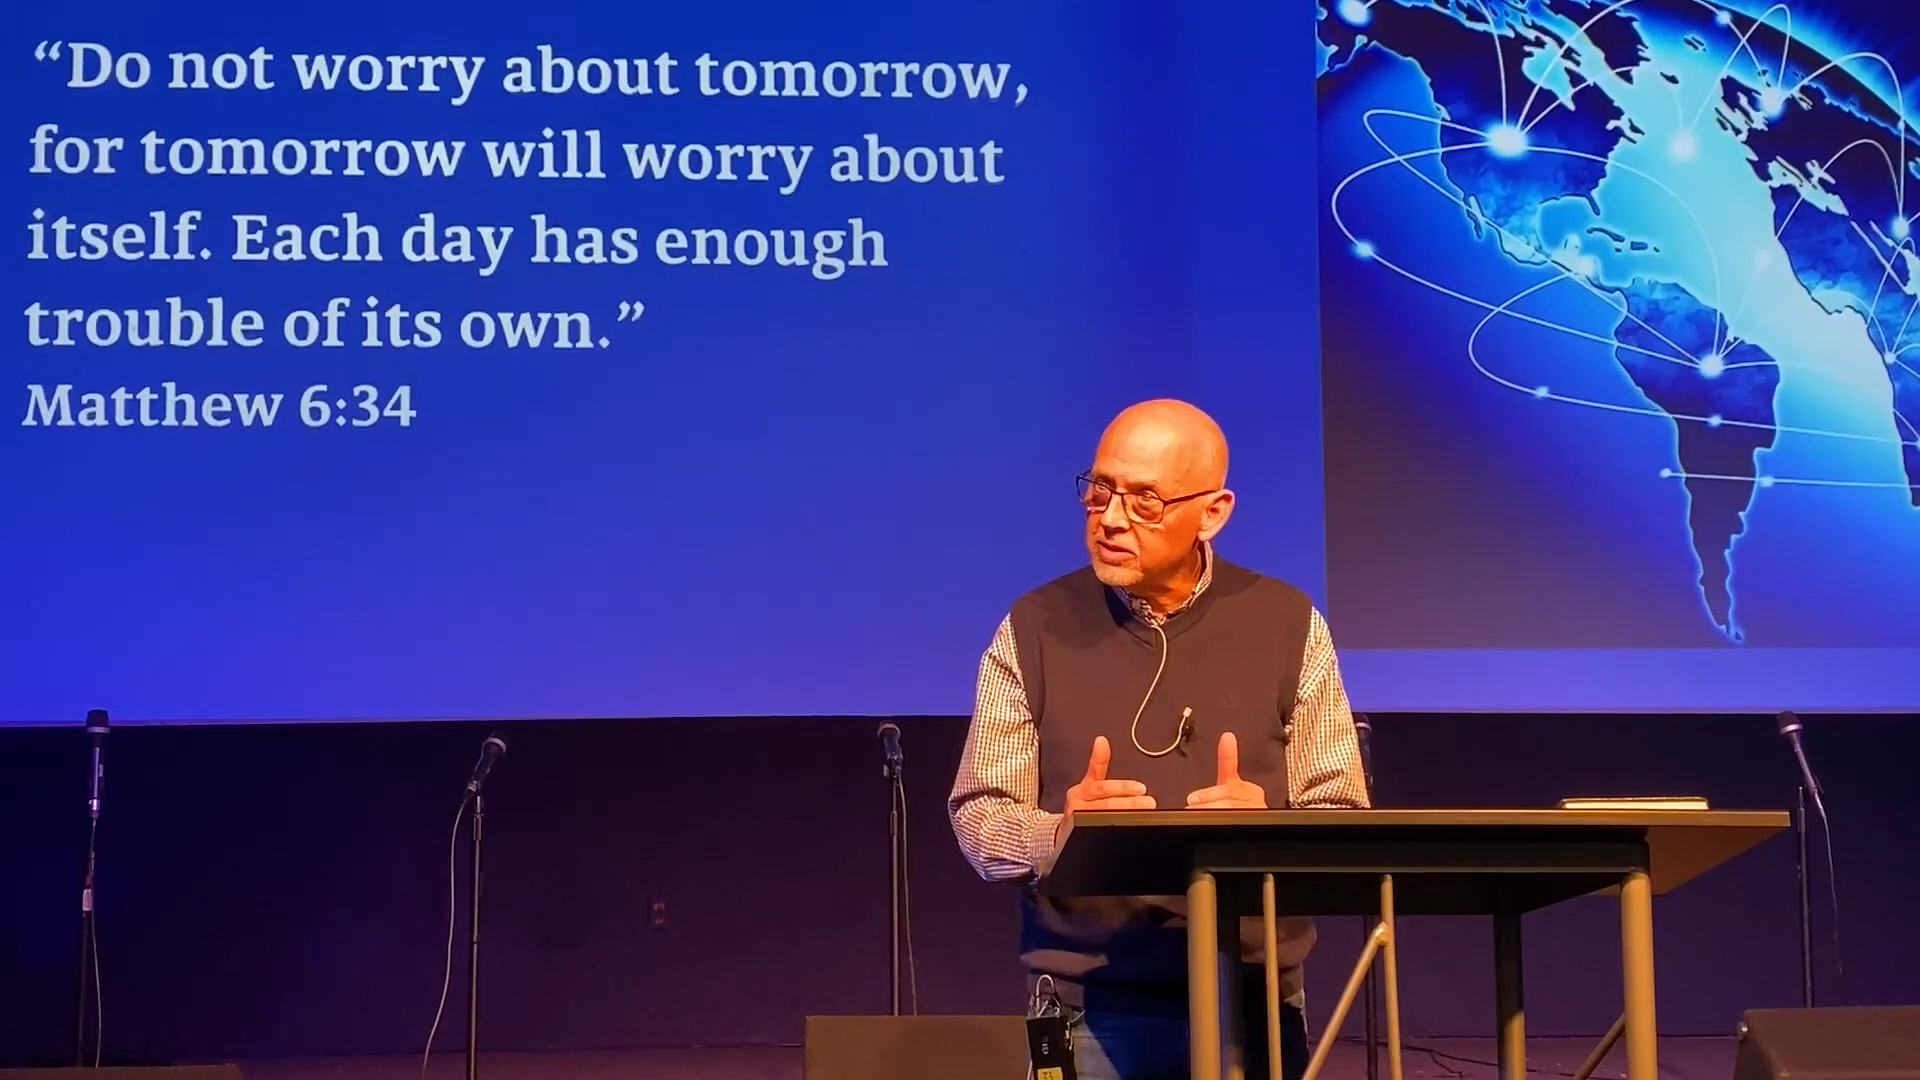 “Do not worry about tomorrow,
for tomorrow will worry about
itself. Each day has enough
trouble of its own.”
Matthew 6:34